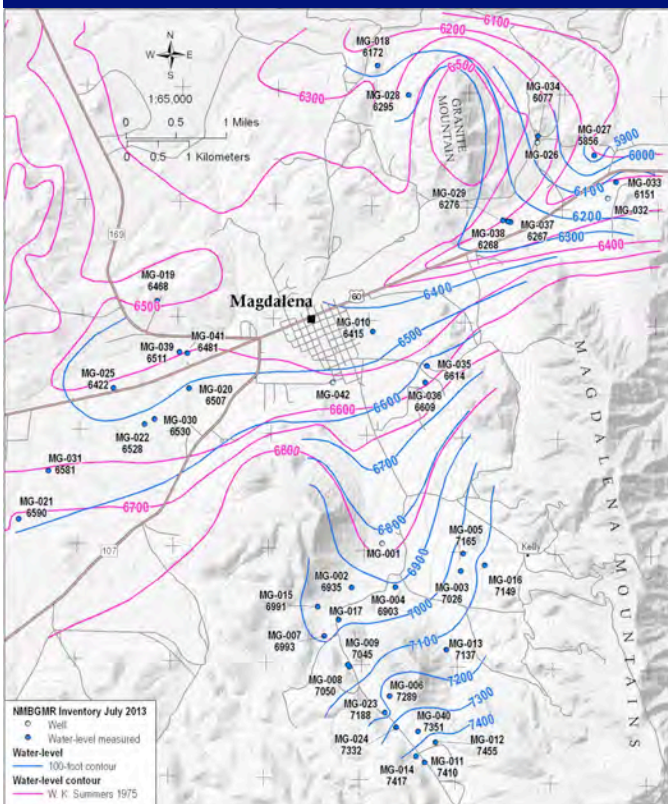 6100
6200
6300
6500
MG-018
6172
MG-028
6295
MG-034
6077
MG-027
5856
5900
6000
MG-026
6100
MG-033
6151
MG-032
6200
6300
6400
GRANITE
MOUNTAIN
N
W E
S
1:65,000
0 0.5 1 Miles
0 0.5 1 Kilometers
MG-029
6276
MG-038
6268
MG-037
6267
169
MG-019
6468
6500
Magdalena
60
6400
MG-010
6415
6500
MG-039
6511
MG-041
6481
MG-025
6422
MG-020
6507
MG-042
MG-035
6614
MG-036
6609
6600
6600
MG-022
6528
MG-030
6530
MG-031
6581
6800
6700
MG-021
6590
6700
107
6800
MG-001
6900
MG-005
7165
Kelly
MG-002
6935
MG-004
6903
MG-003
7026
MG-016
7149
MG-015
6991
MG-017
7000
MG-007
6993
MG-009
7045
7100
MG-013
7137
MG-008
7050
MG-006
7289
7200
MG-023
7188
7300
MG-040
7351
7400
MG-024
7332
MG-012
7455
MG-014
7417
MG-011
7410
MAGDALENA MOUNTAINS
NMBGMR Inventory July 2013
Well
Water-level measured
Water-level
100-foot contour
Water-level contour
W. K. Summers 1975